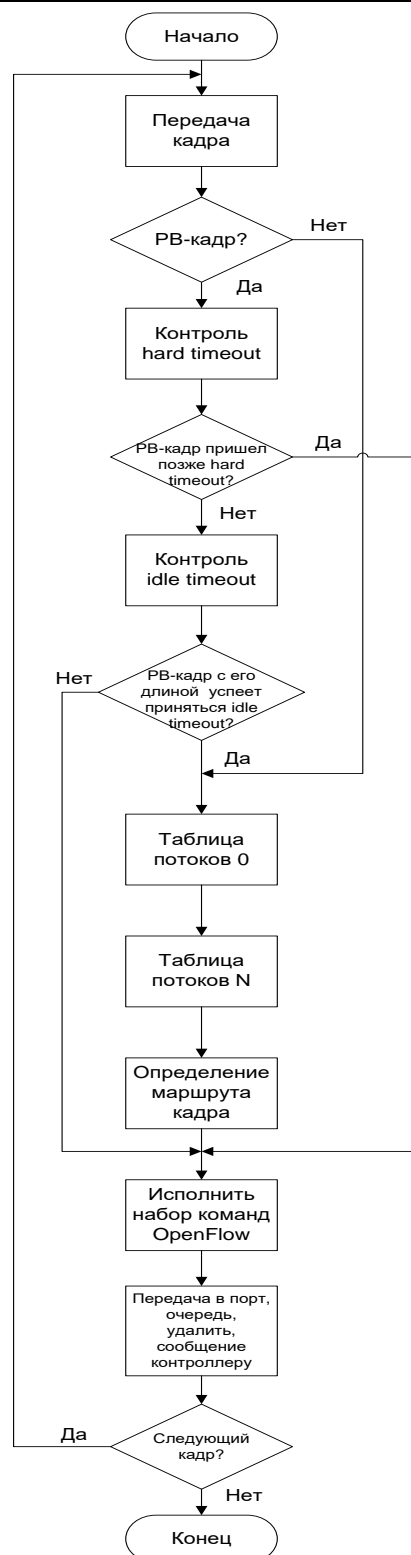 Начало
Передача
кадра
РВ-кадр?
Нет
Да
Контроль
hard timeout
РВ-кадр пришел
позже hard
timeout?
Да
Нет
Контроль
idle timeout
Нет
РВ-кадр с его
длиной успеет
приняться idle
timeout?
Да
Таблица
потоков 0
Таблица
потоков N
Определение
маршрута
кадра
Исполнить
набор команд
OpenFlow
Передача в порт,
очередь,
удалить,
сообщение
контроллеру
Да
Следующий
кадр?
Нет
Конец